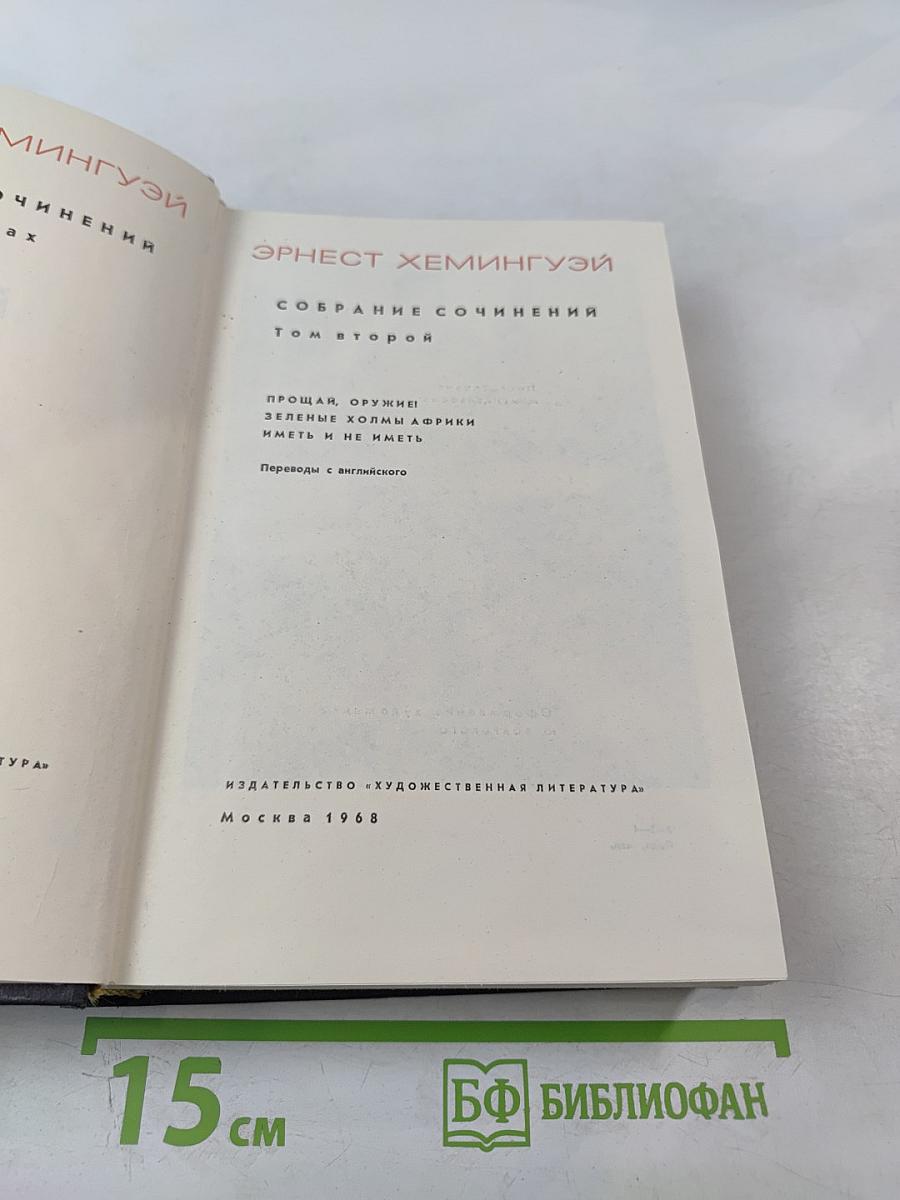 МИНГУЭЙ
ОЧИНЕНИЙ
ах
ТУРА»
ЭРНЕСТ ХЕМИНГУЭЙ
СОБРАНИЕ СОЧИНЕНИЙ
Том второй
ПРОЩАЙ, ОРУЖИЕ!
ЗЕЛЕНЫЕ ХОЛМЫ АФРИКИ
ИМЕТЬ И НЕ ИМЕТЬ
Переводы с английского
ИЗДАТЕЛЬСТВО «ХУДОЖЕСТВЕННАЯ ЛИТЕРАТУРА»
Москва 1968
15 см
БФ БИБЛИОФАН